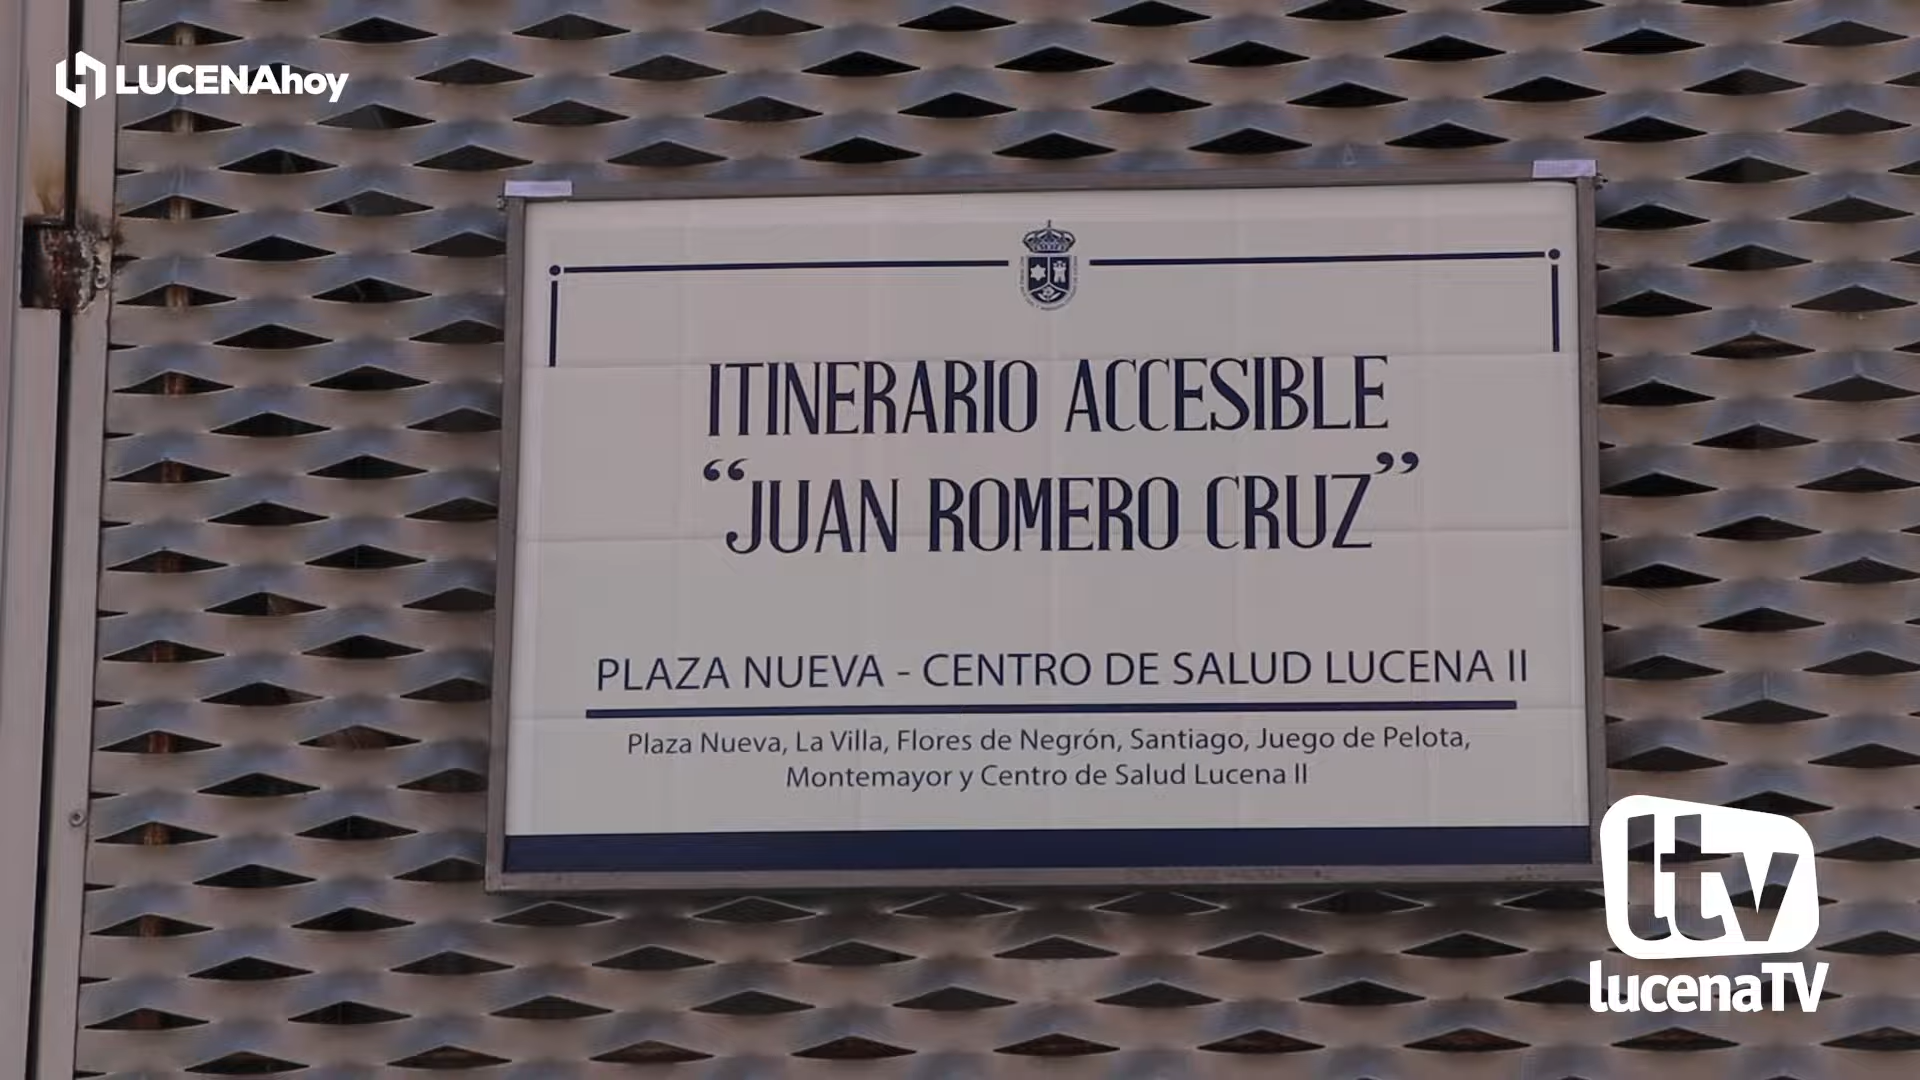 LUCENAhoy
ITINERARIO ACCESIBLE
“JUAN ROMERO CRUZ”
PLAZA NUEVA - CENTRO DE SALUD LUCENA II
Plaza Nueva, La Villa, Flores de Negrón, Santiago, Juego de Pelota,
Montemayor y Centro de Salud Lucena II
ltv
lucenaTV